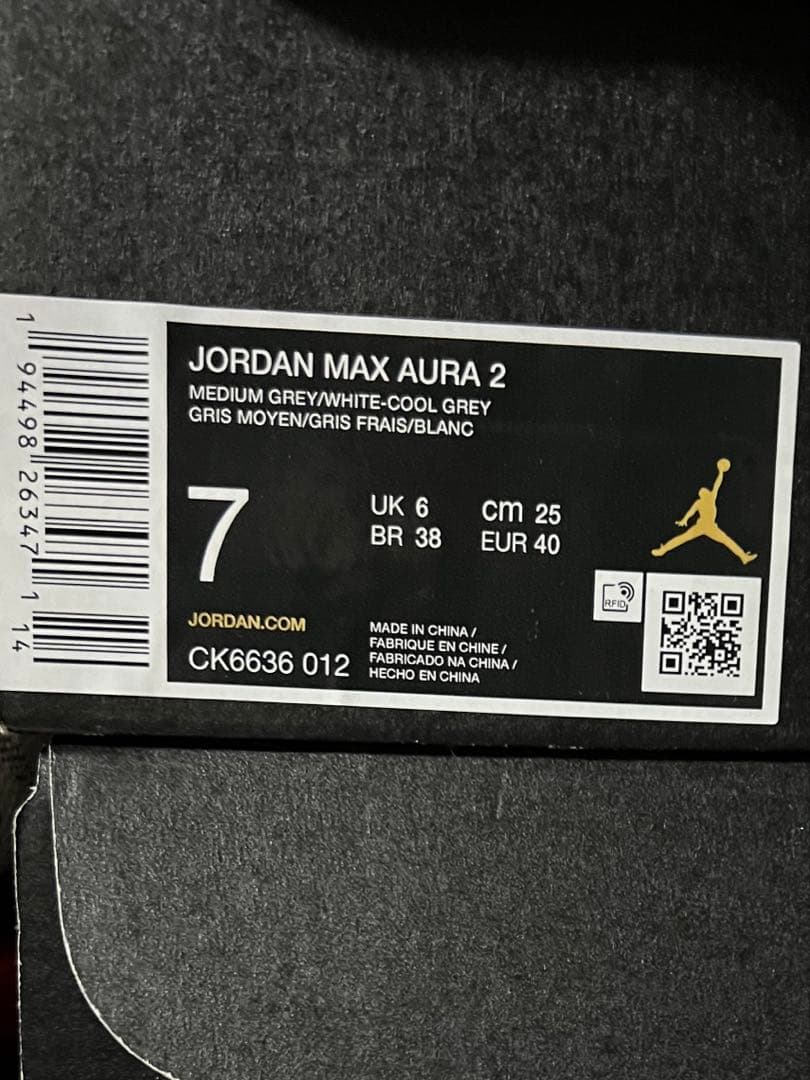 JORDAN MAX AURA 2
MEDIUM GREY/WHITE-COOL GREY
GRIS MOYEN/GRIS FRAIS/BLANC
7
UK 6 cm 25
BR 38 EUR 40
RFID
JORDAN.COM
CK6636 012
MADE IN CHINA /
FABRIQUE EN CHINE /
FABRICADO NA CHINA /
HECHO EN CHINA
1 94498 26347 1 14